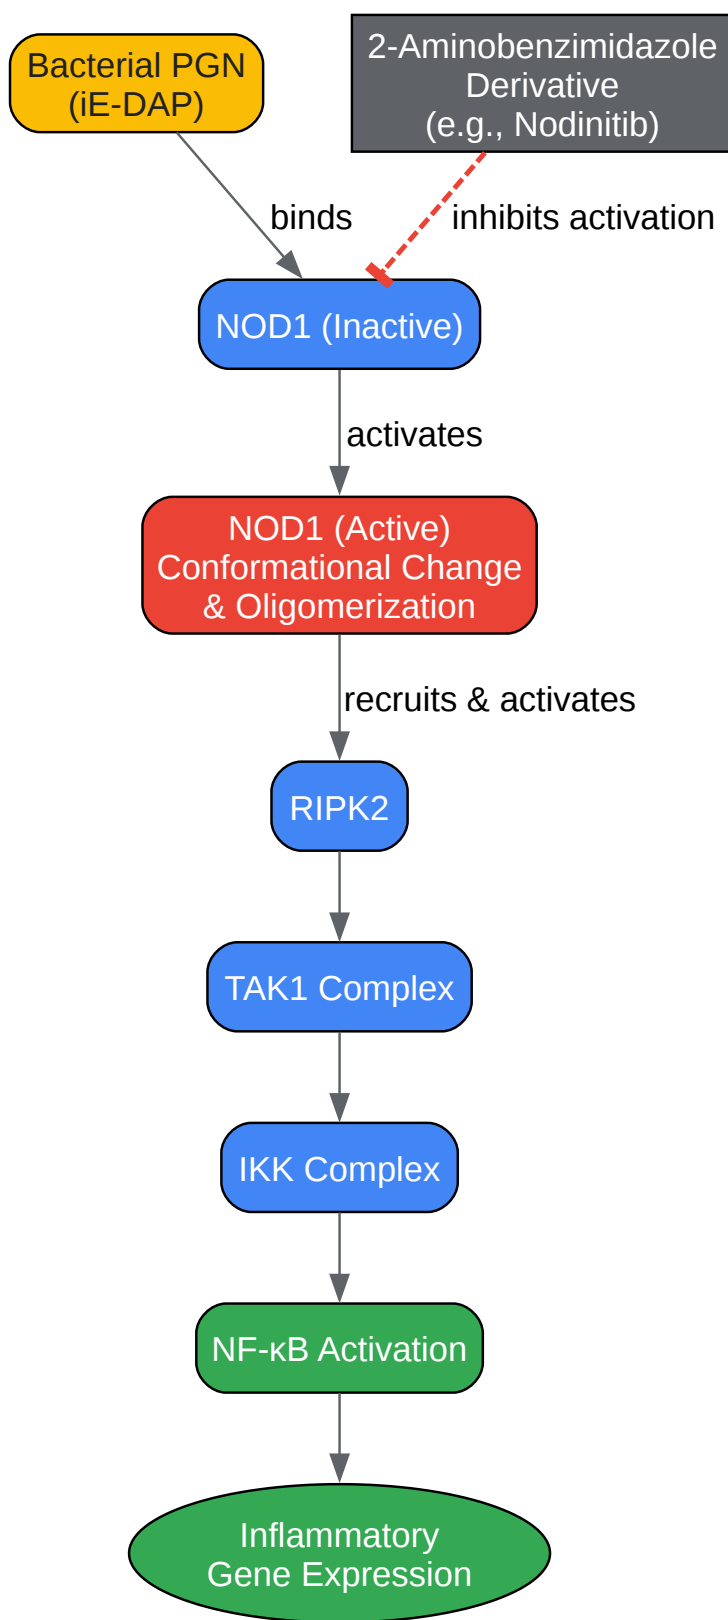 Bacterial PGN
(iE-DAP)
2-Aminobenzimidazole
Derivative
(e.g., Nodinitib)
binds
inhibits activation
NOD1 (Inactive)
activates
NOD1 (Active)
Conformational Change
& Oligomerization
recruits & activates
RIPK2
TAK1 Complex
IKK Complex
NF-κB Activation
Inflammatory
Gene Expression